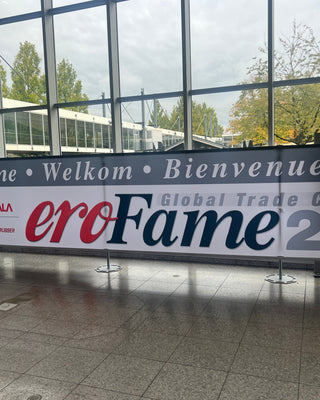 me • Welkom • Bienvenue
Global Trade C
ALA
RUBBER
eroFame 2